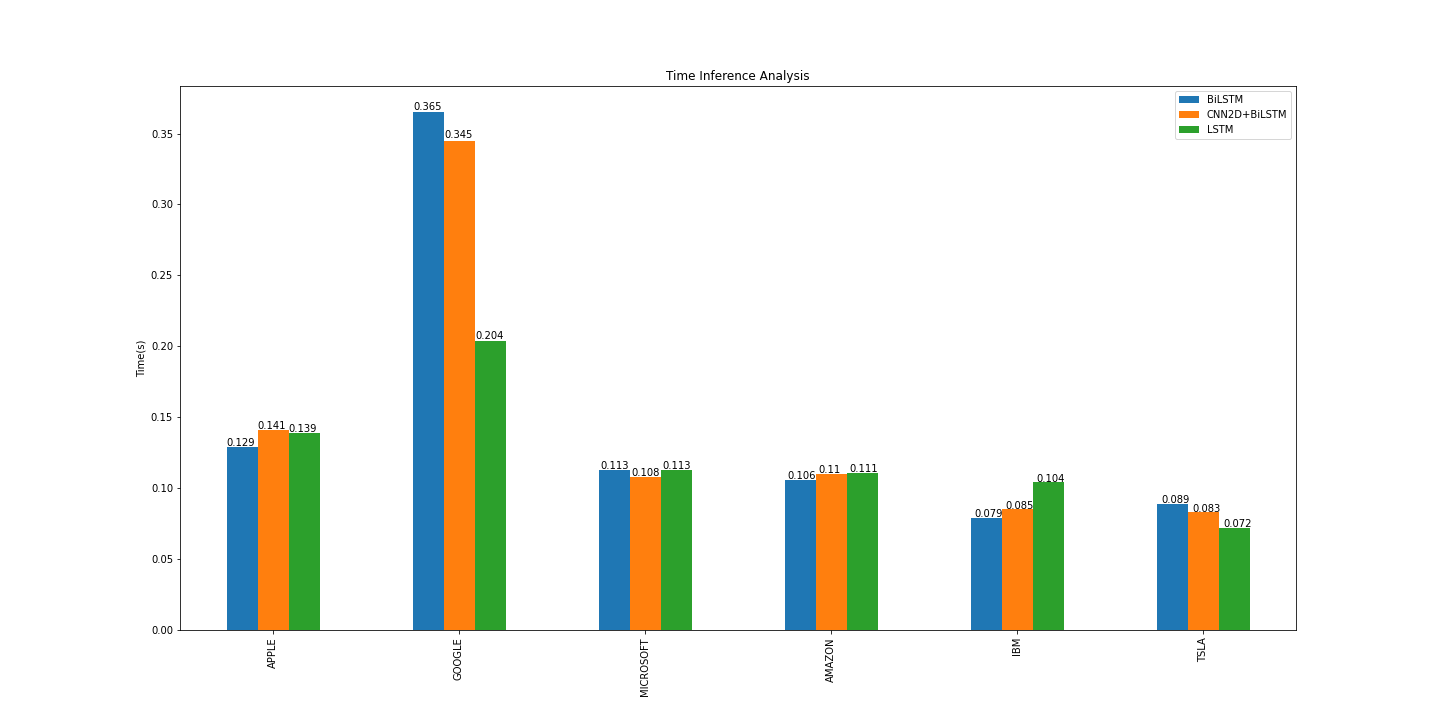 Time Inference Analysis
BiLSTM
CNN2D+BiLSTM
LSTM
Time(s)
0.35
0.30
0.25
0.20
0.15
0.10
0.05
0.00
0.129
0.141
0.139
0.365
0.345
0.204
0.113
0.108
0.113
0.106
0.11
0.111
0.079
0.085
0.104
0.089
0.083
0.072
APPLE
GOOGLE
MICROSOFT
AMAZON
IBM
TSLA